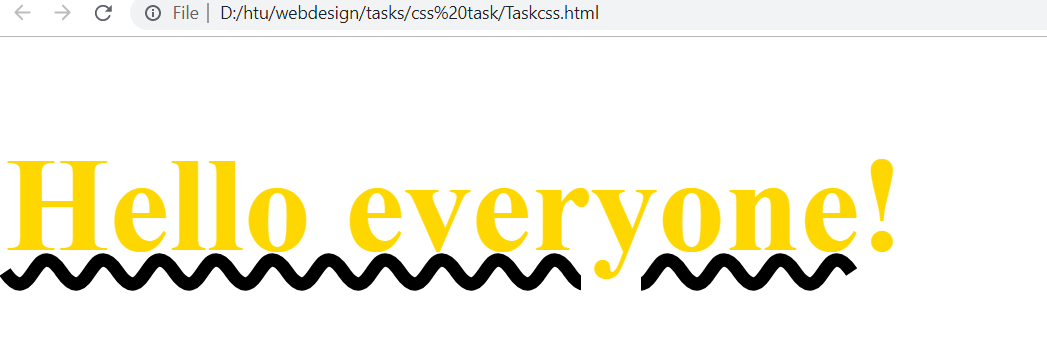 File | D:/htu/webdesign/tasks/css%20task/Taskcss.html
Hello everyone!